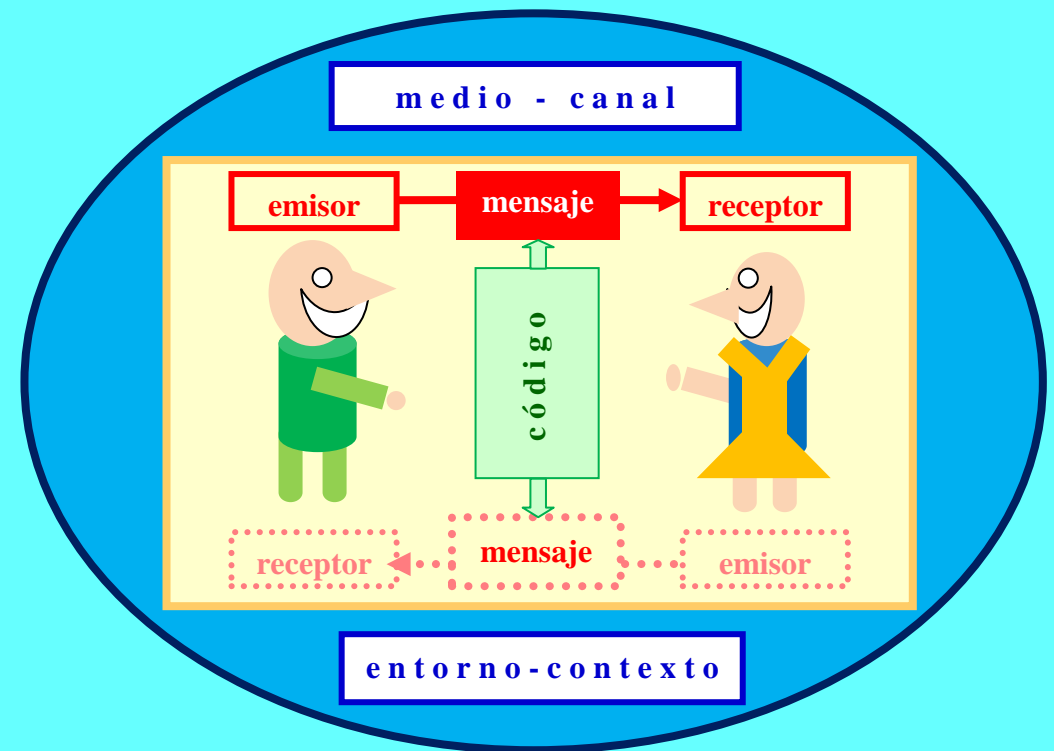 medio - canal
emisor mensaje receptor
código
receptor mensaje emisor
entorno-contexto